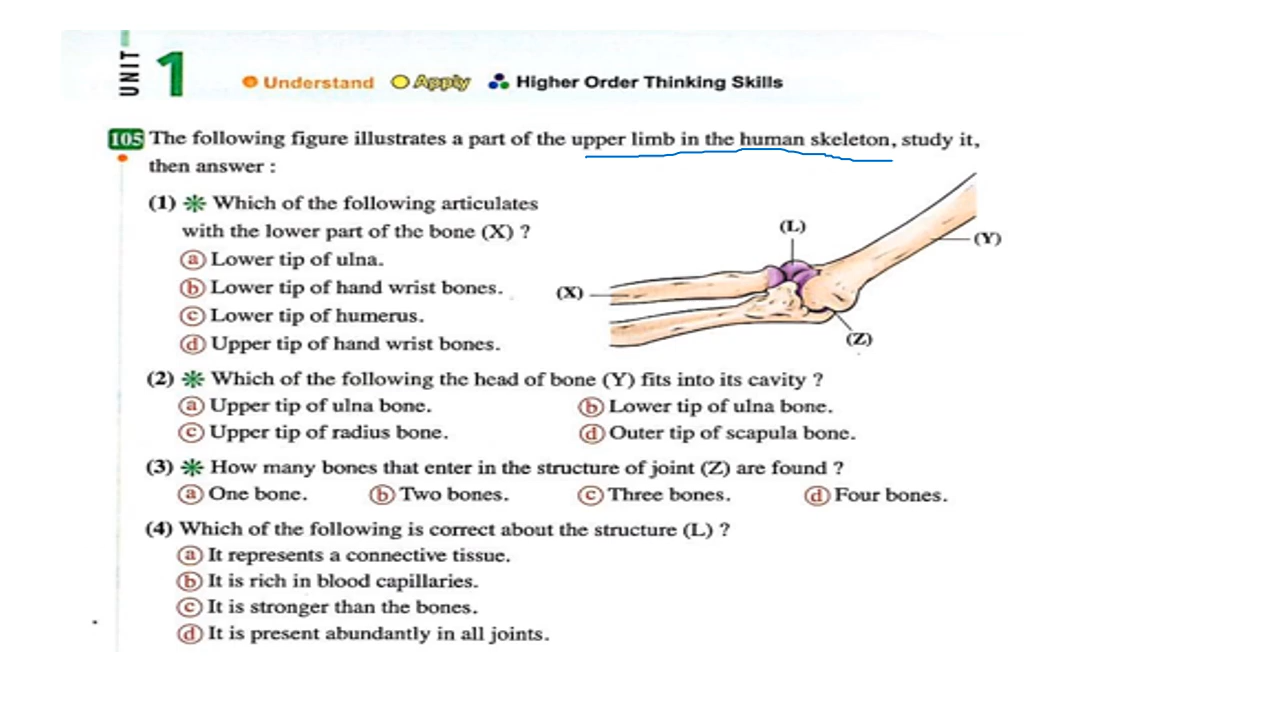 UNIT 1
Understand Apply Higher Order Thinking Skills
105 The following figure illustrates a part of the upper limb in the human skeleton, study it,
then answer :
(1) ✳ Which of the following articulates
with the lower part of the bone (X) ?
ⓐ Lower tip of ulna.
ⓑ Lower tip of hand wrist bones.
ⓒ Lower tip of humerus.
ⓓ Upper tip of hand wrist bones.
(L)
(Y)
(X)
(Z)
(2) ✳ Which of the following the head of bone (Y) fits into its cavity ?
ⓐ Upper tip of ulna bone. ⓑ Lower tip of ulna bone.
ⓒ Upper tip of radius bone. ⓓ Outer tip of scapula bone.
(3) ✳ How many bones that enter in the structure of joint (Z) are found ?
ⓐ One bone. ⓑ Two bones. ⓒ Three bones. ⓓ Four bones.
(4) Which of the following is correct about the structure (L) ?
ⓐ It represents a connective tissue.
ⓑ It is rich in blood capillaries.
ⓒ It is stronger than the bones.
ⓓ It is present abundantly in all joints.